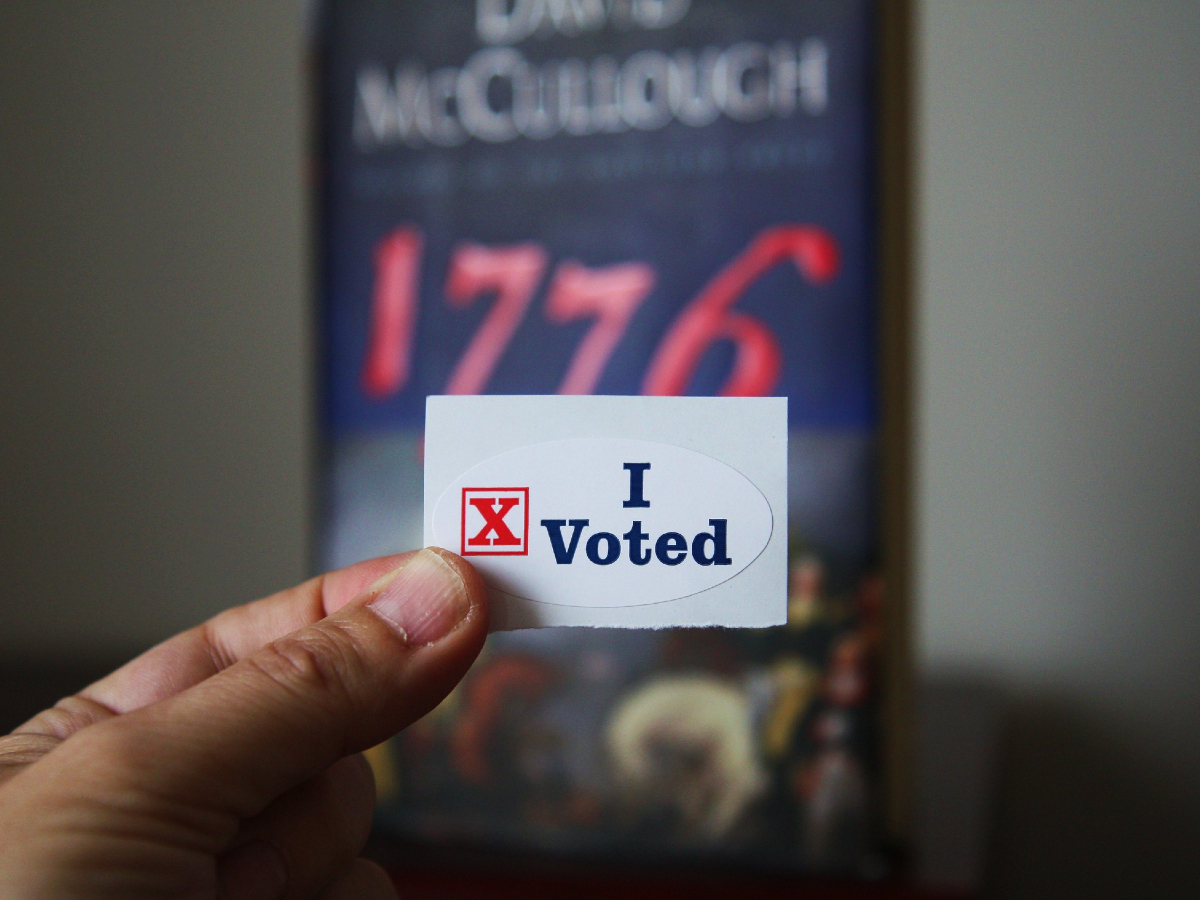 DAVID
McCULLOUGH
1776
X
I
Voted